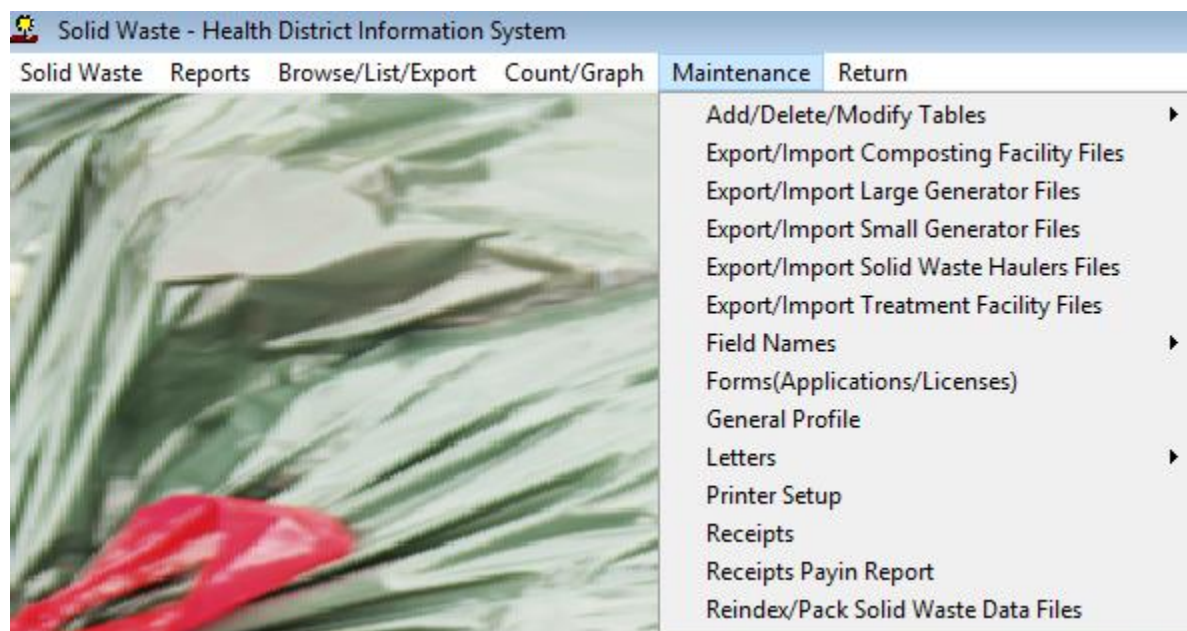 Solid Waste - Health District Information System
Solid Waste Reports Browse/List/Export Count/Graph Maintenance Return
Add/Delete/Modify Tables
Export/Import Composting Facility Files
Export/Import Large Generator Files
Export/Import Small Generator Files
Export/Import Solid Waste Haulers Files
Export/Import Treatment Facility Files
Field Names
Forms(Applications/Licenses)
General Profile
Letters
Printer Setup
Receipts
Receipts Payin Report
Reindex/Pack Solid Waste Data Files